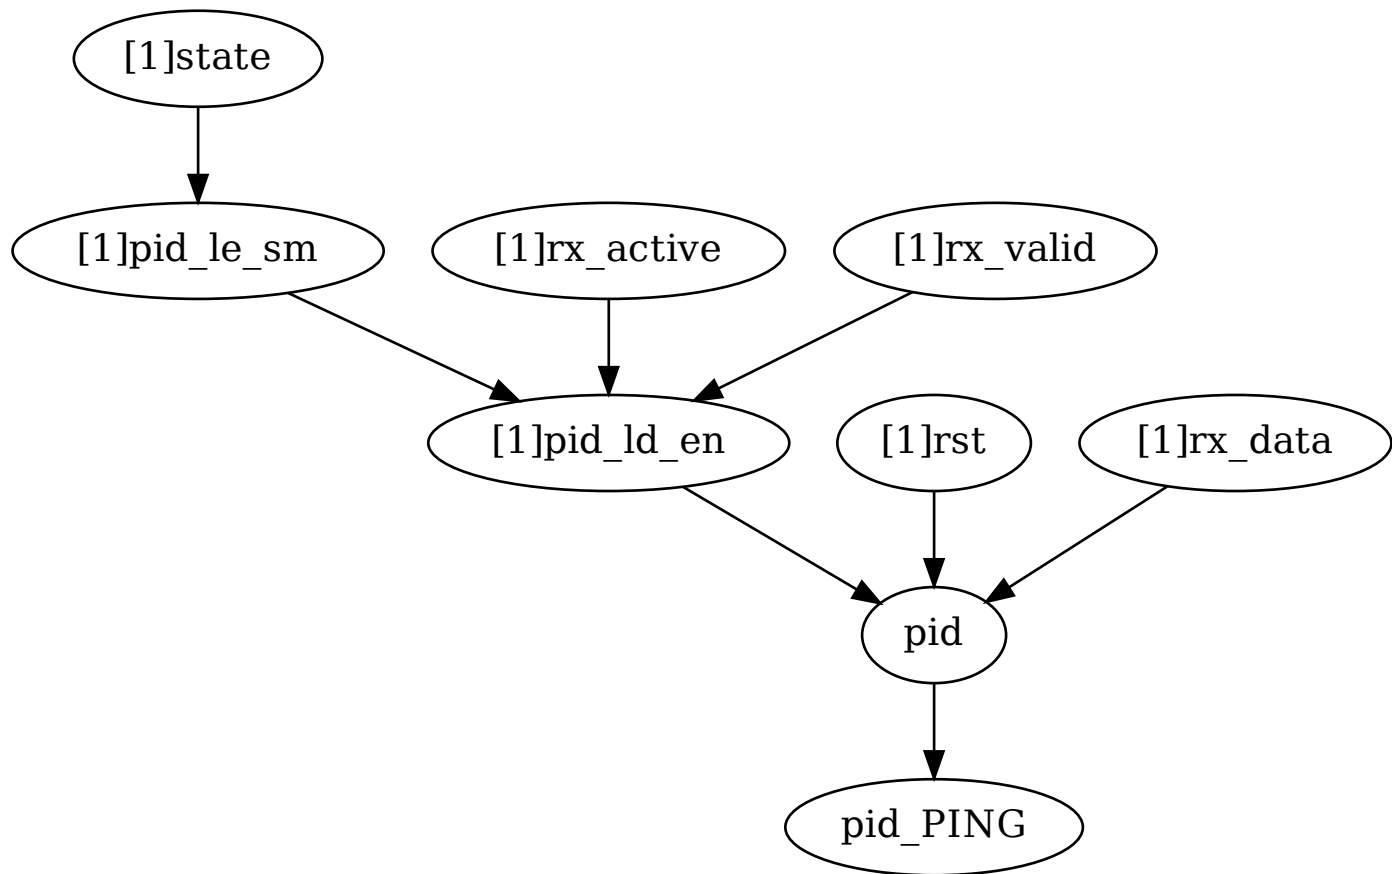 [1]state
[1]pid_le_sm
[1]rx_active
[1]rx_valid
[1]pid_ld_en
[1]rst
[1]rx_data
pid
pid_PING